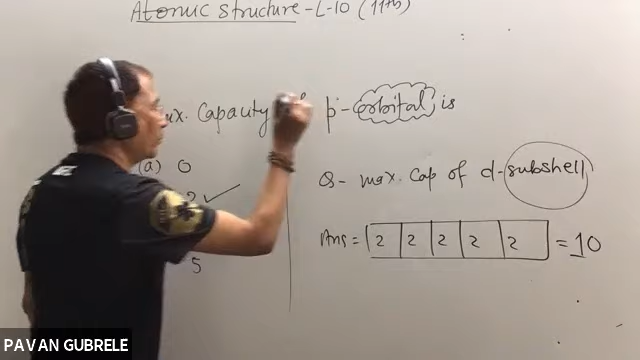 Atomic structure - L-10 (11th)
Max. Capacity of p-orbital is
(a) 0
2 ✓
5
Q- max. Cap of d-subshell
Ans = 2 2 2 2 2 = 10
PAVAN GUBRELE